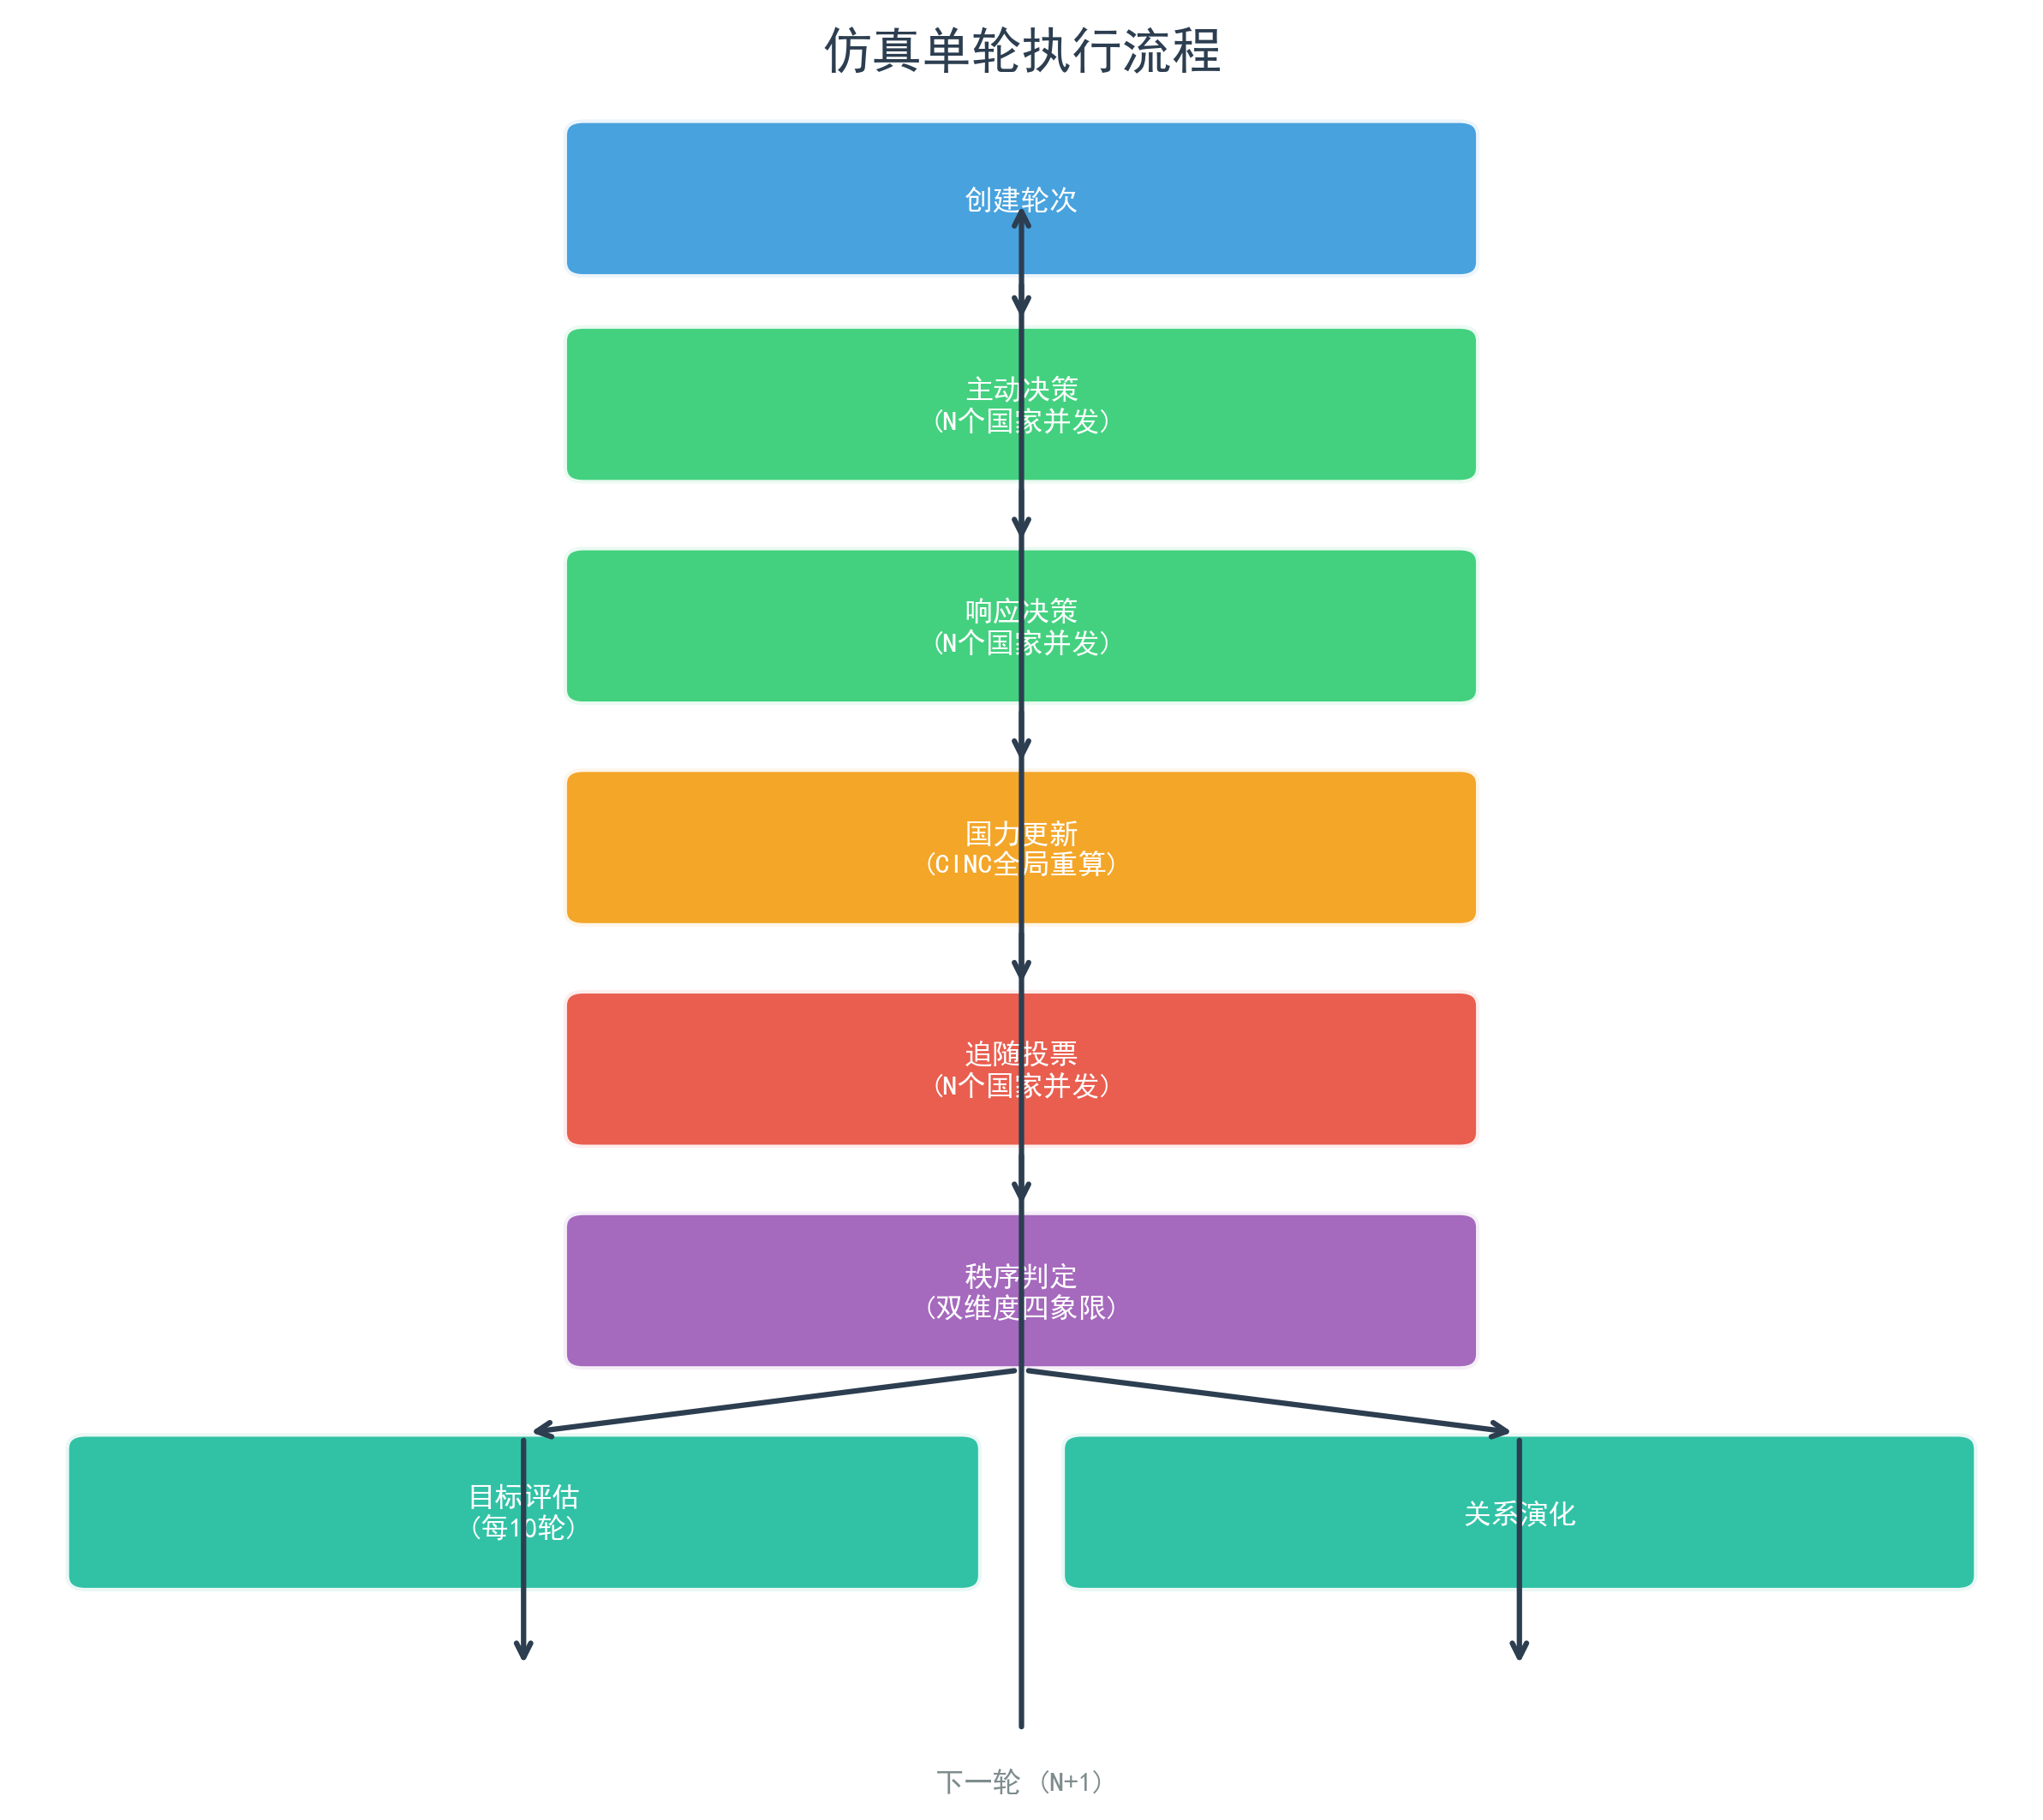 仿真单轮执行流程
创建轮次
主动决策
(N个国家并发)
响应决策
(N个国家并发)
国力更新
(CINC全局重算)
追随投票
(N个国家并发)
秩序判定
(双维度四象限)
目标评估
(每10轮)
关系演化
下一轮 (N+1)